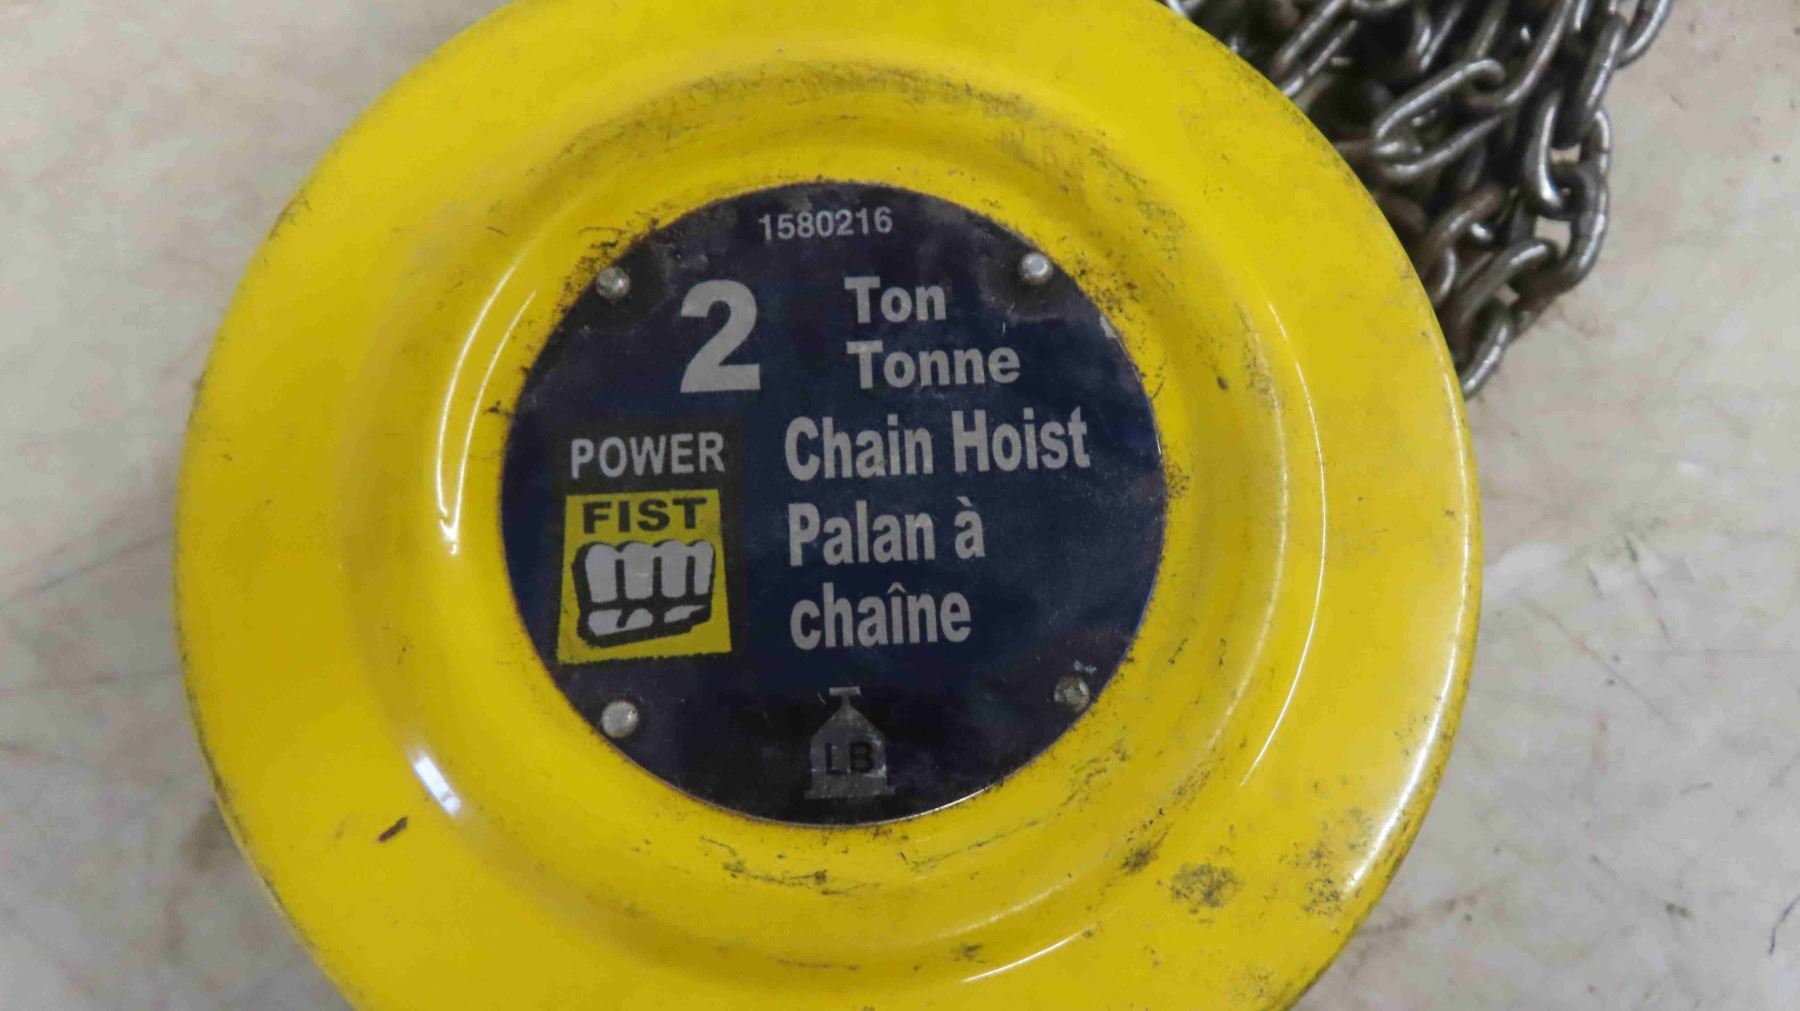 1580216
2 Ton
Tonne
Chain Hoist
Palan à
chaîne
POWER
FIST
LB